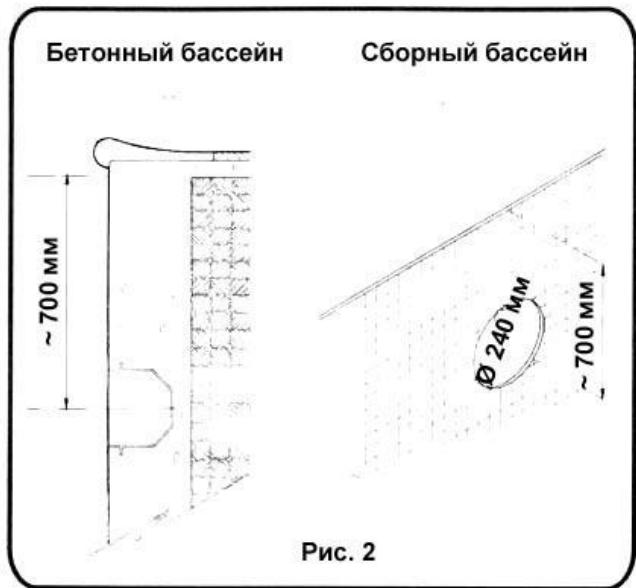 Бетонный бассейн
Сборный бассейн
~ 700 мм
Ø 240 мм
~ 700 мм
Рис. 2